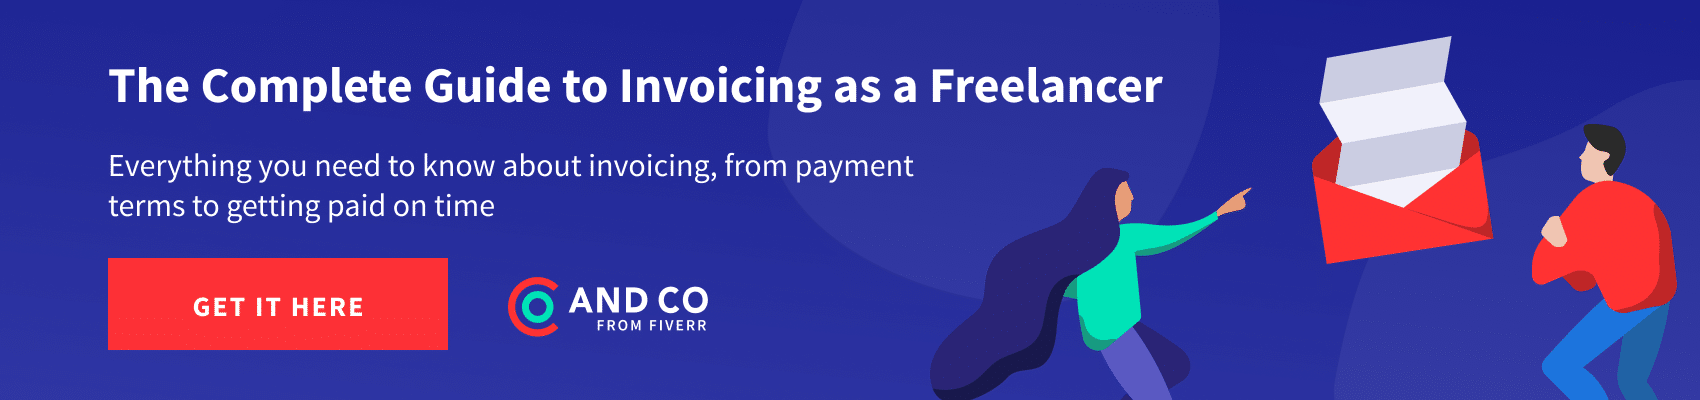 The Complete Guide to Invoicing as a Freelancer
Everything you need to know about invoicing, from payment
terms to getting paid on time
GET IT HERE
AND CO
FROM FIVERR